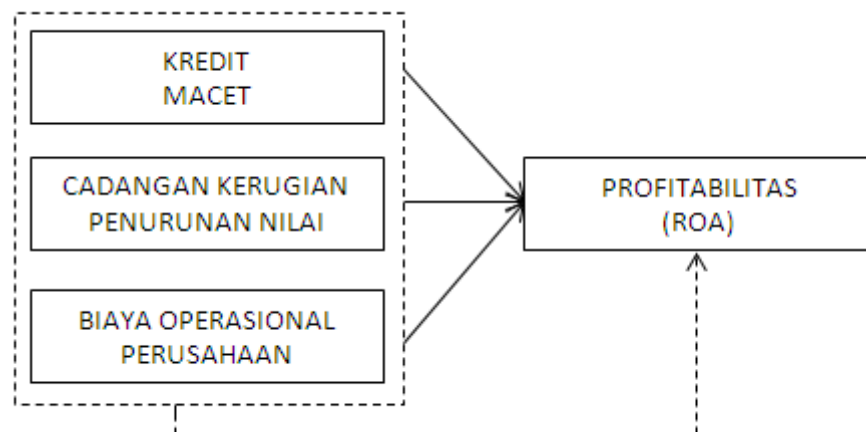 KREDIT
MACET
CADANGAN KERUGIAN
PENURUNAN NILAI
BIAYA OPERASIONAL
PERUSAHAAN
PROFITABILITAS
(ROA)